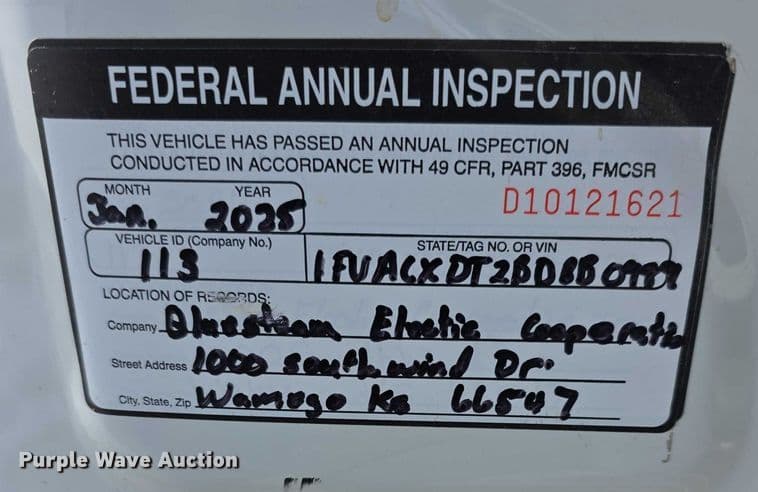 FEDERAL ANNUAL INSPECTION
THIS VEHICLE HAS PASSED AN ANNUAL INSPECTION
CONDUCTED IN ACCORDANCE WITH 49 CFR, PART 396, FMCSR
MONTH YEAR
D10121621
Jan. 2025
VEHICLE ID (Company No.) STATE/TAG NO. OR VIN
113
LOCATION OF RECORDS:
Company Bluestem Electric Cooperative
Street Address 1000 southwind Dr.
City, State, Zip Wamego Ks 66547
Purple Wave Auction